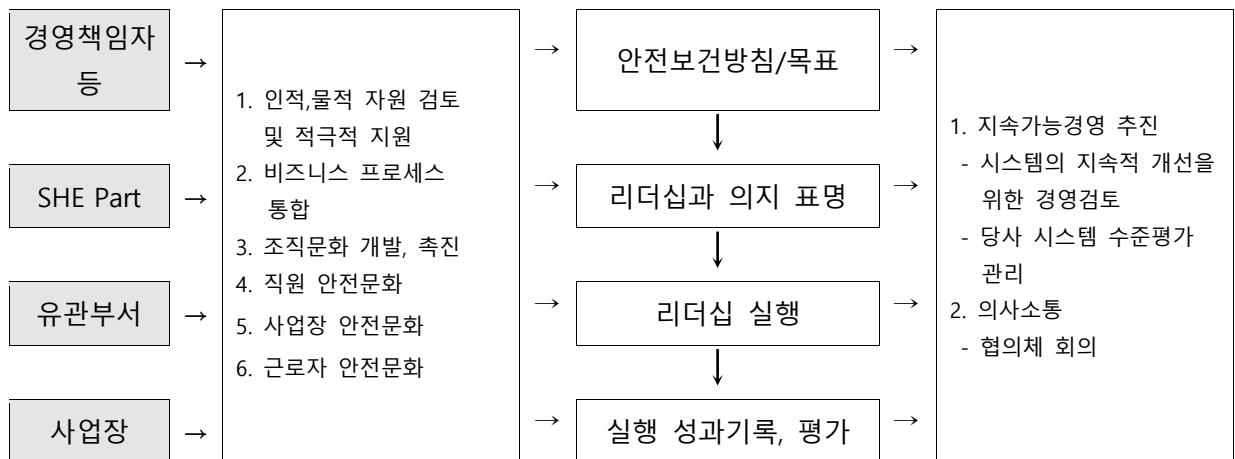 경영책임자
등
→
SHE Part
→
유관부서
→
사업장
→
1. 인적,물적 자원 검토
및 적극적 지원
2. 비즈니스 프로세스
통합
3. 조직문화 개발, 촉진
4. 직원 안전문화
5. 사업장 안전문화
6. 근로자 안전문화
→
안전보건방침/목표
→
→
리더십과 의지 표명
→
→
리더십 실행
→
→
실행 성과기록, 평가
→
1. 지속가능경영 추진
- 시스템의 지속적 개선을
위한 경영검토
- 당사 시스템 수준평가
관리
2. 의사소통
- 협의체 회의